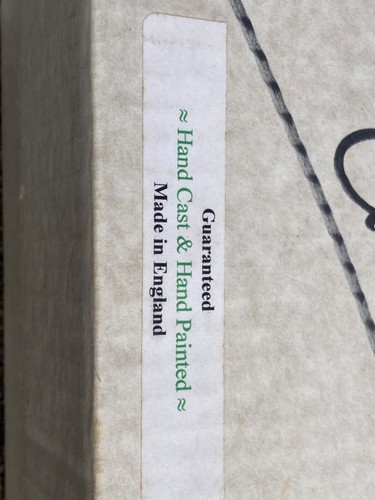 Guaranteed
≈ Hand Cast & Hand Painted ≈
Made in England